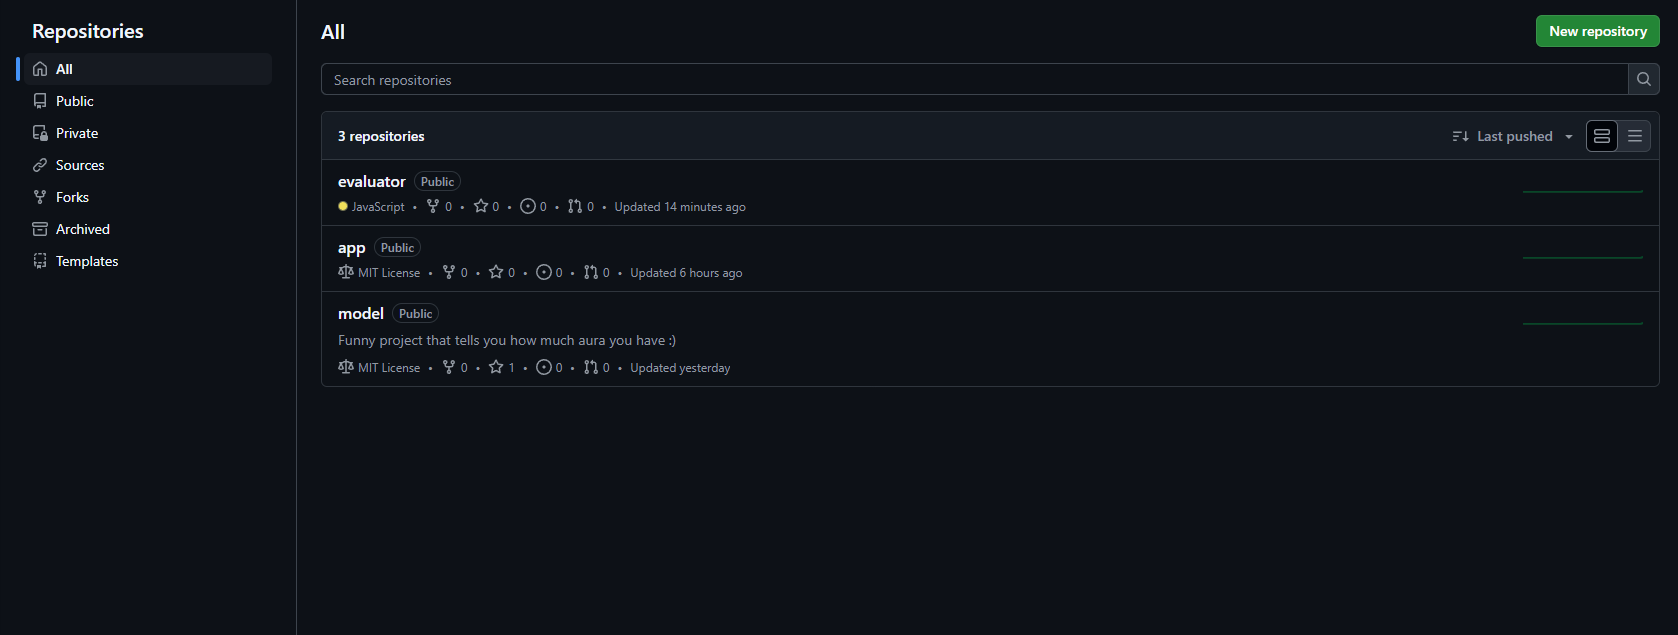 Repositories
All
Public
Private
Sources
Forks
Archived
Templates
All
New repository
Search repositories
3 repositories
Last pushed
evaluator Public
JavaScript • 0 • 0 • 0 • 0 • Updated 14 minutes ago
app Public
MIT License • 0 • 0 • 0 • 0 • Updated 6 hours ago
model Public
Funny project that tells you how much aura you have :)
MIT License • 0 • 1 • 0 • 0 • Updated yesterday